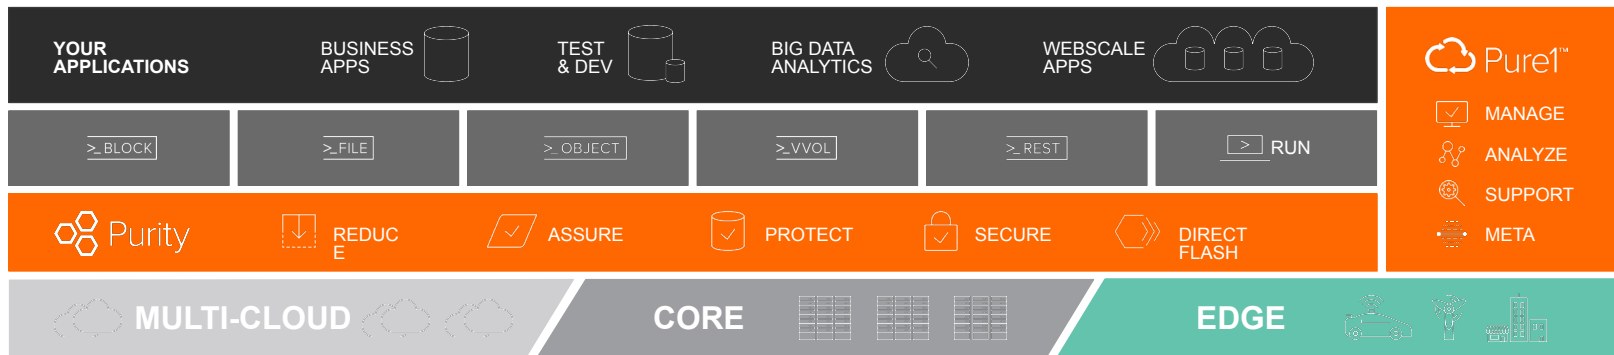 YOUR
APPLICATIONS
BUSINESS
APPS
TEST
& DEV
BIG DATA
ANALYTICS
WEBSCALE
APPS
>_BLOCK
>_FILE
>_OBJECT
>_VVOL
>_REST
> RUN
Purity
REDUC
E
ASSURE
PROTECT
SECURE
DIRECT
FLASH
MULTI-CLOUD
CORE
EDGE
Pure1™
MANAGE
ANALYZE
SUPPORT
META